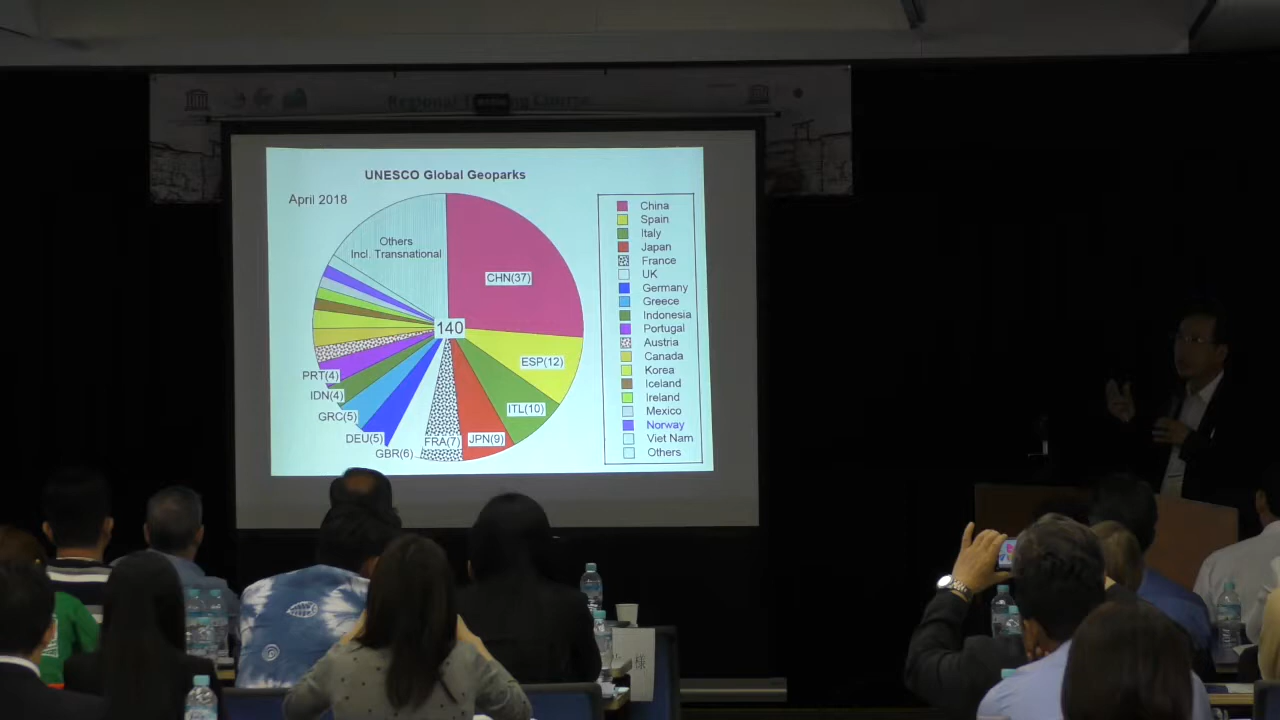 Regional Training Course
UNESCO Global Geoparks
April 2018
Others
Incl. Transnational
CHN(37)
140
ESP(12)
ITL(10)
JPN(9)
FRA(7)
GBR(6)
DEU(5)
GRC(5)
IDN(4)
PRT(4)
China
Spain
Italy
Japan
France
UK
Germany
Greece
Indonesia
Portugal
Austria
Canada
Korea
Iceland
Ireland
Mexico
Norway
Viet Nam
Others
様